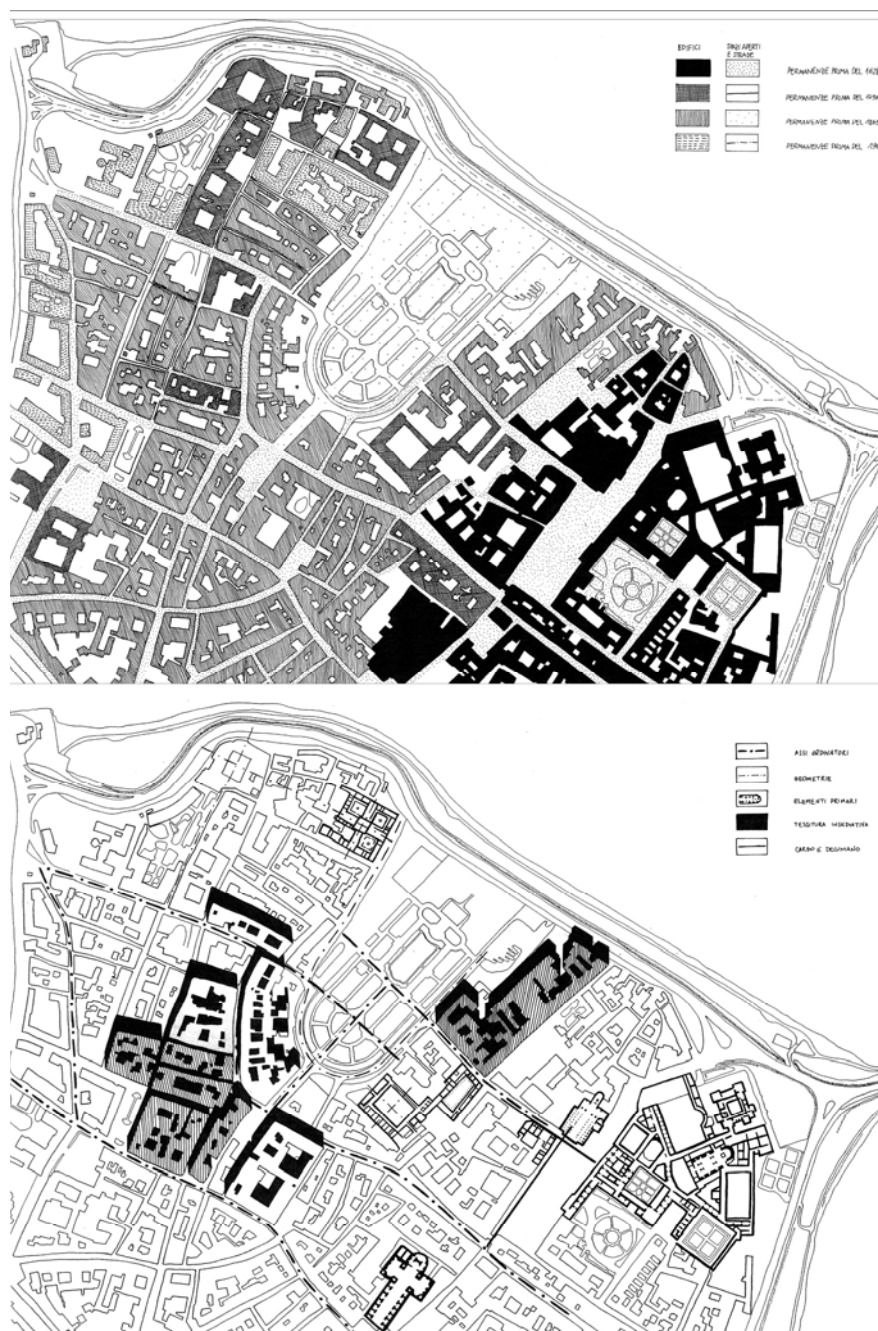 EDIFICI
SPAZI APERTI
E STRADE
PERMANENZE PRIMA DEL
PERMANENZE PRIMA DEL
PERMANENZE PRIMA DEL
PERMANENZE PRIMA DEL
ASSI ORDINATORI
GEOMETRIE
ELEMENTI PRIMARI
TESSITURA INSEDIATIVA
CARDO E DECUMANO